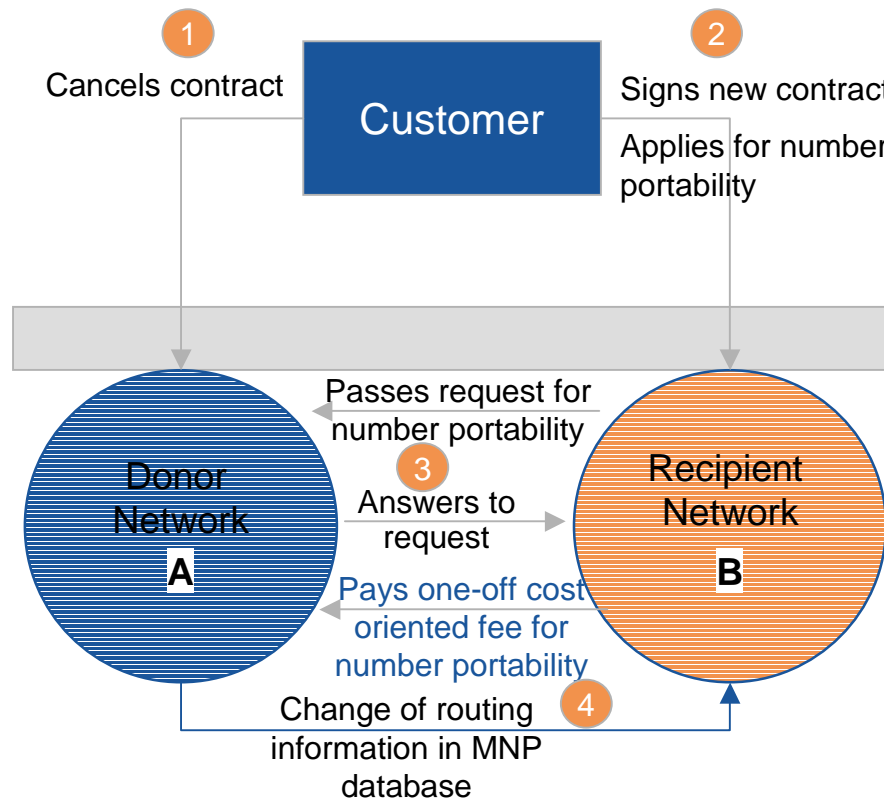 1
2
Cancels contract
Customer
Signs new contract
Applies for number
portability
Passes request for
number portability
3
Donor
Network
A
Answers to
request
Recipient
Network
B
Pays one-off cost
oriented fee for
number portability
4
Change of routing
information in MNP
database